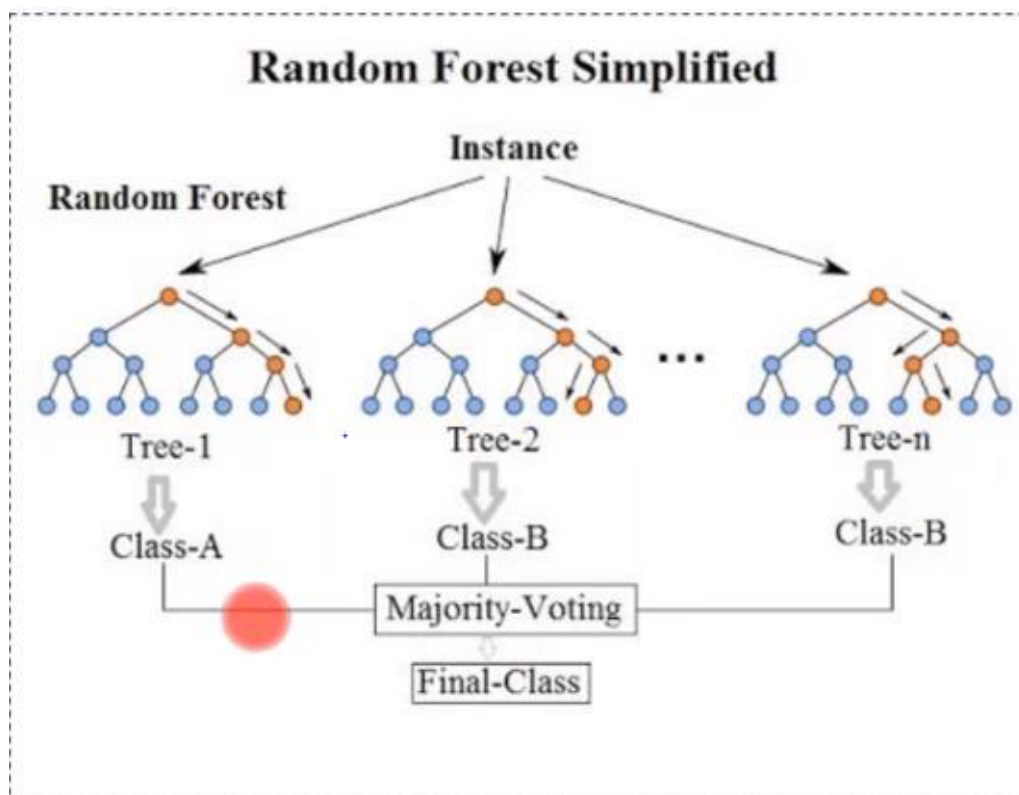 Random Forest Simplified
Instance
Random Forest
...
Tree-1
Tree-2
Tree-n
Class-A
Class-B
Class-B
Majority-Voting
Final-Class